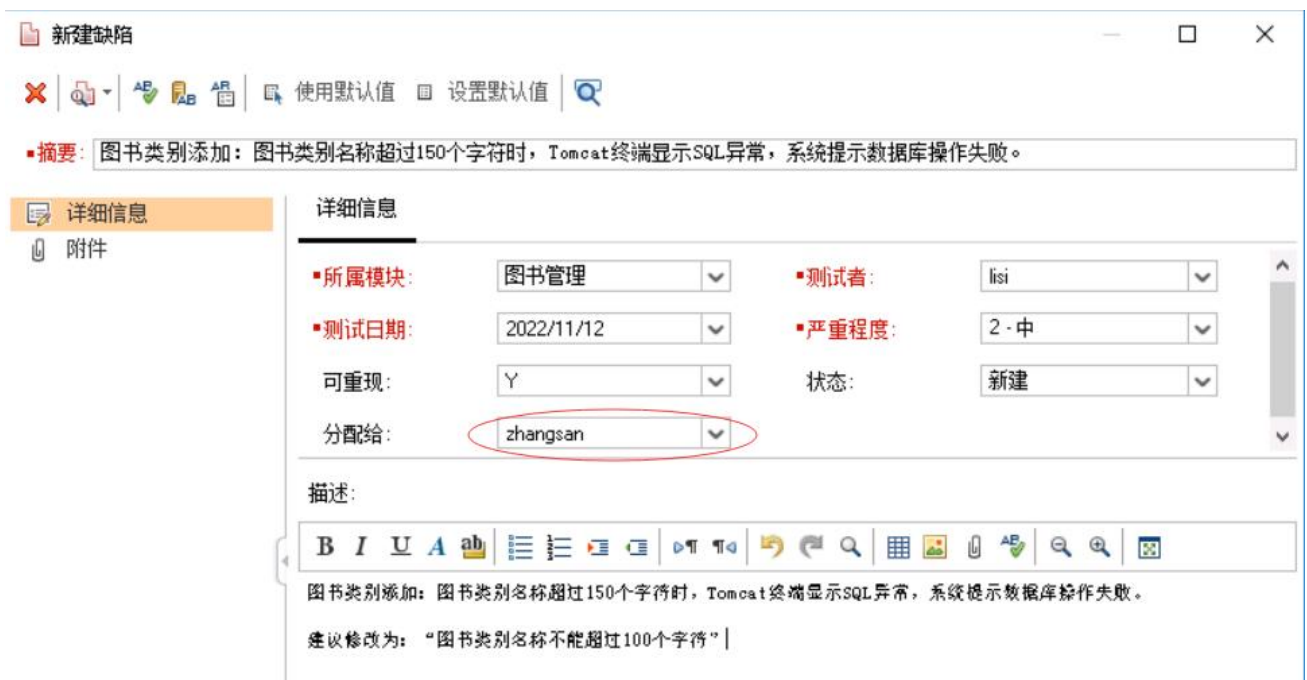 新建缺陷
使用默认值 设置默认值
摘要: 图书类别添加：图书类别名称超过150个字符时，Tomcat终端显示SQL异常，系统提示数据库操作失败。
详细信息
附件
详细信息
所属模块: 图书管理 测试者: lisi
测试日期: 2022/11/12 严重程度: 2 - 中
可重现: Y 状态: 新建
分配给: zhangsan
描述:
图书类别添加：图书类别名称超过150个字符时，Tomcat终端显示SQL异常，系统提示数据库操作失败。
建议修改为：“图书类别名称不能超过100个字符”